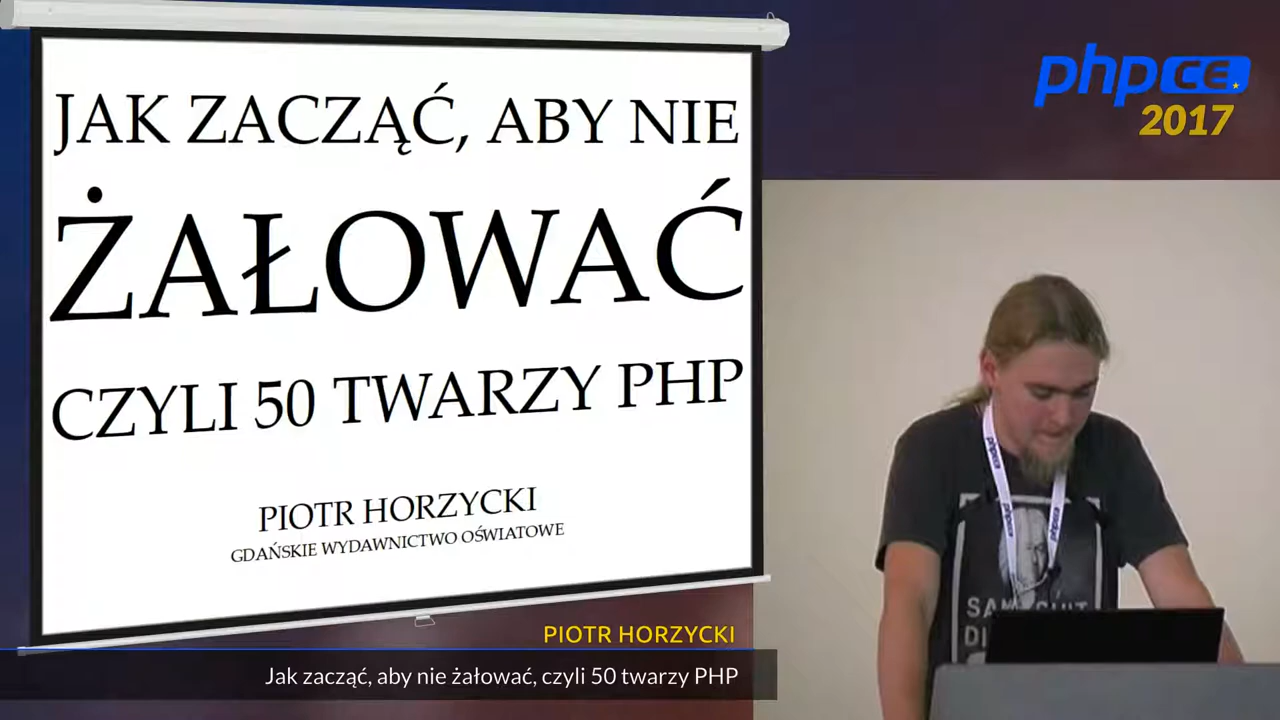 JAK ZACZĄĆ, ABY NIE
ŻAŁOWAĆ
CZYLI 50 TWARZY PHP
PIOTR HORZYCKI
GDAŃSKIE WYDAWNICTWO OŚWIATOWE
phpCE
2017
PIOTR HORZYCKI
Jak zacząć, aby nie żałować, czyli 50 twarzy PHP